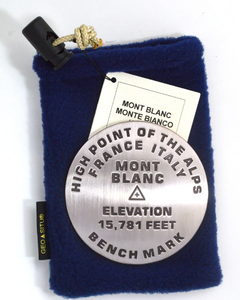 MONT BLANC
MONTE BIANCO
HIGH POINT OF THE ALPS
FRANCE ITALY
MONT
BLANC
ELEVATION
15,781 FEET
BENCH MARK
GEOΔSITU®